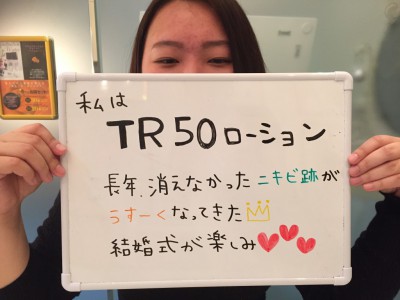 私は
TR50ローション
長年、消えなかったニキビ跡が
うすーくなってきた
結婚式が楽しみ